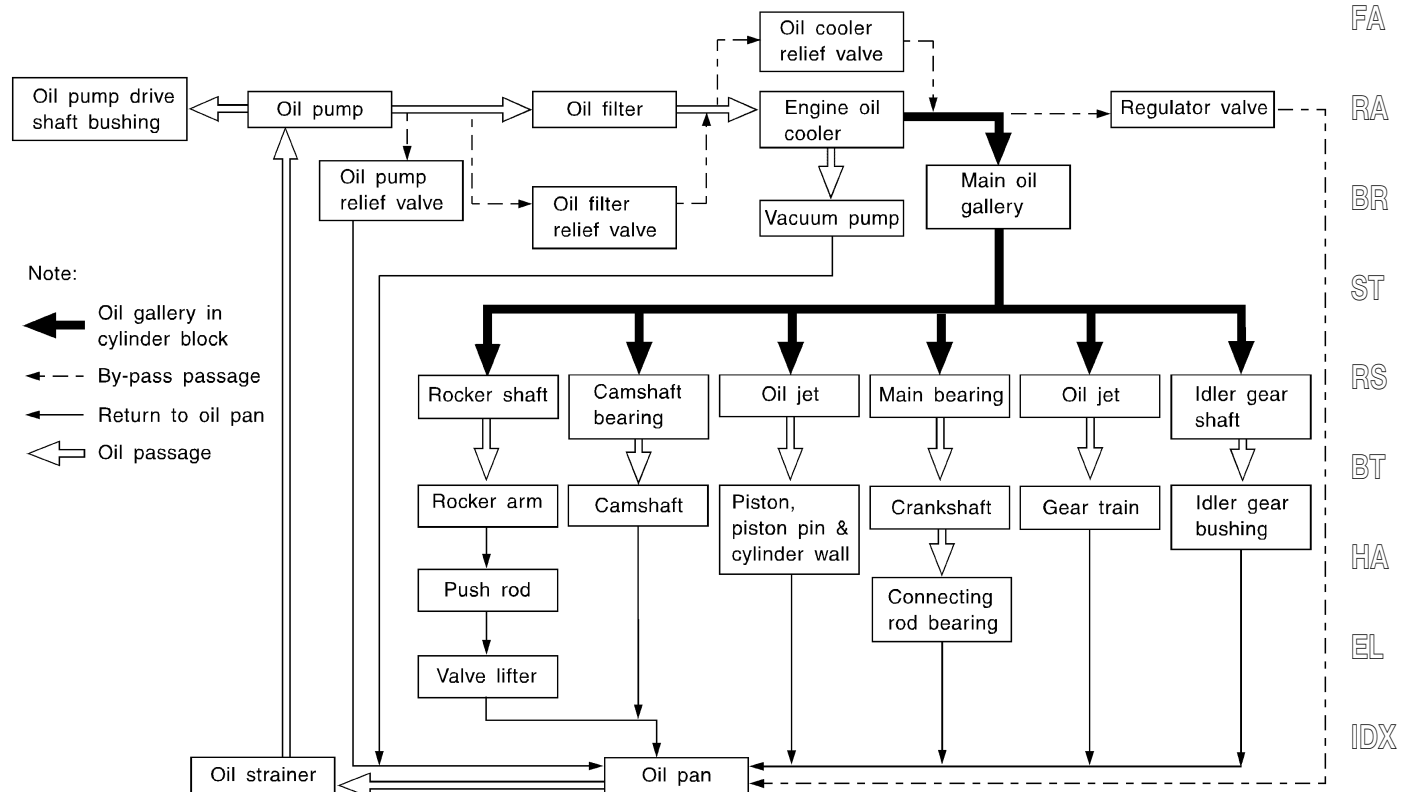 FA
Oil cooler
relief valve
Oil pump drive
shaft bushing
Oil pump
Oil filter
Engine oil
cooler
Regulator valve
RA
Oil pump
relief valve
Oil filter
relief valve
Vacuum pump
Main oil
gallery
BR
Note:
Oil gallery in
cylinder block
By-pass passage
Return to oil pan
Oil passage
ST
Rocker shaft
Camshaft
bearing
Oil jet
Main bearing
Oil jet
Idler gear
shaft
RS
BT
Rocker arm
Camshaft
Piston,
piston pin &
cylinder wall
Crankshaft
Gear train
Idler gear
bushing
HA
Push rod
Connecting
rod bearing
Valve lifter
EL
IDX
Oil strainer
Oil pan